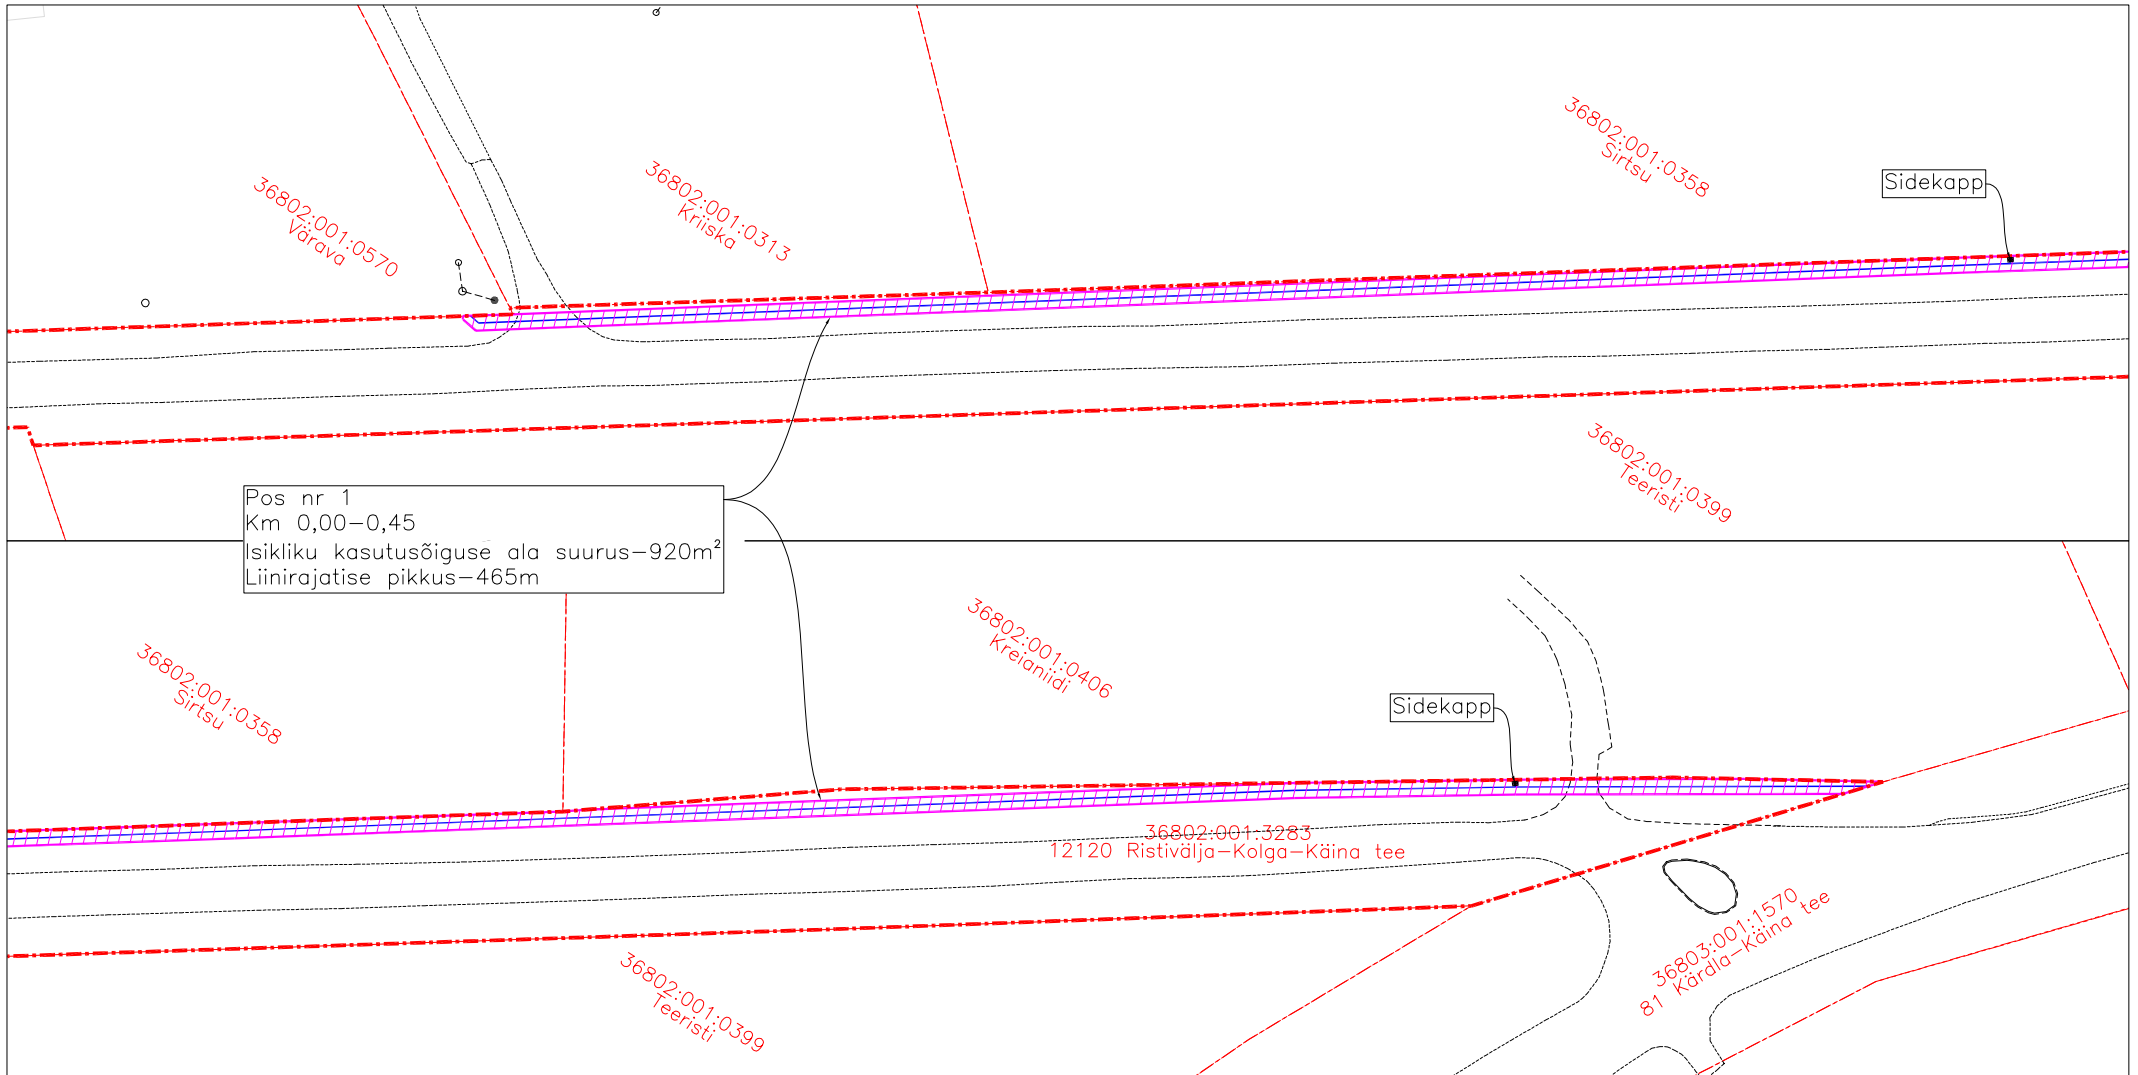 36802:001:0358
Sirtsu
Sidekapp
36802:001:0313
Kriiska
36802:001:0570
Värava
36802:001:0399
Teeristi
Pos nr 1
Km 0,00-0,45
Isikliku kasutusõiguse ala suurus-920m²
Liinirajatise pikkus-465m
36802:001:0406
Kreianiidi
36802:001:0358
Sirtsu
Sidekapp
36802:001:3283
12120 Ristivälja-Kolga-Käina tee
36803:001:1570
81 Kärdla-Käina tee
36802:001:0399
Teeristi